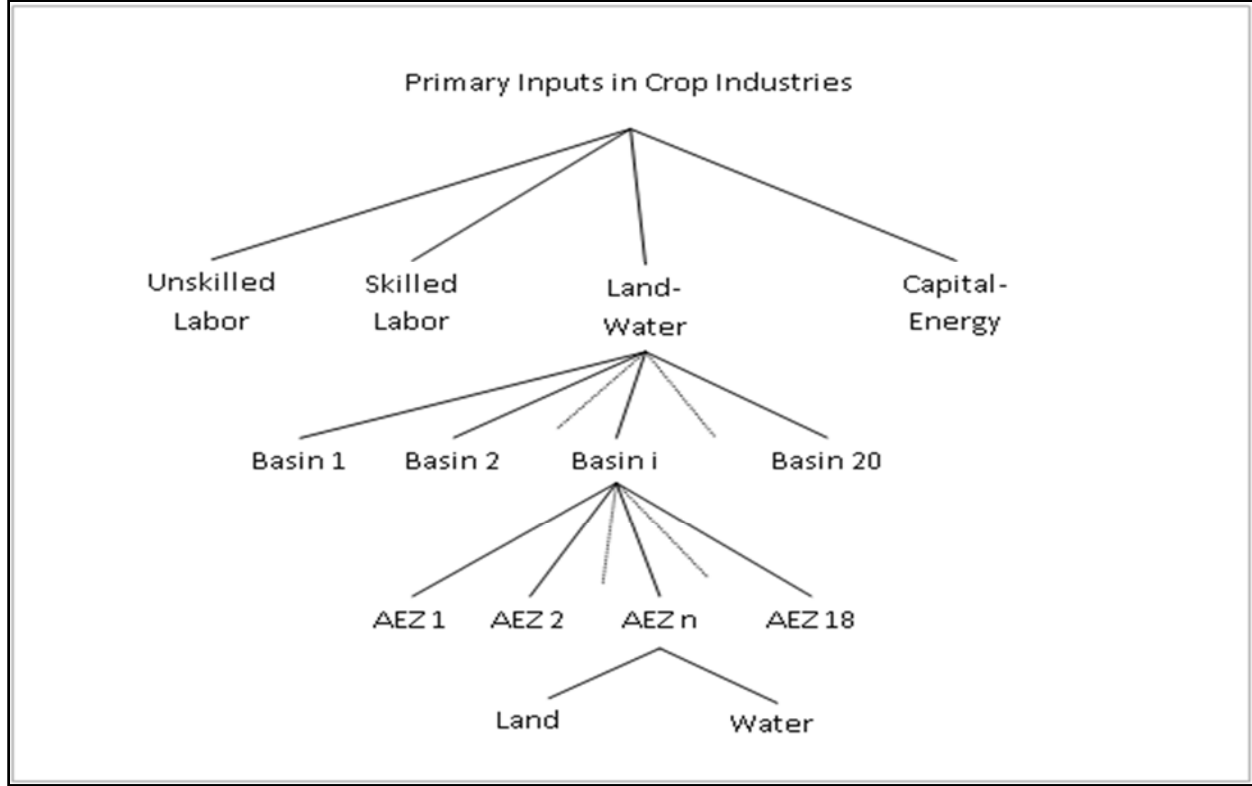 Primary Inputs in Crop Industries
Unskilled
Labor
Skilled
Labor
Land-
Water
Capital-
Energy
Basin 1
Basin 2
Basin i
Basin 20
AEZ 1
AEZ 2
AEZ n
AEZ 18
Land
Water